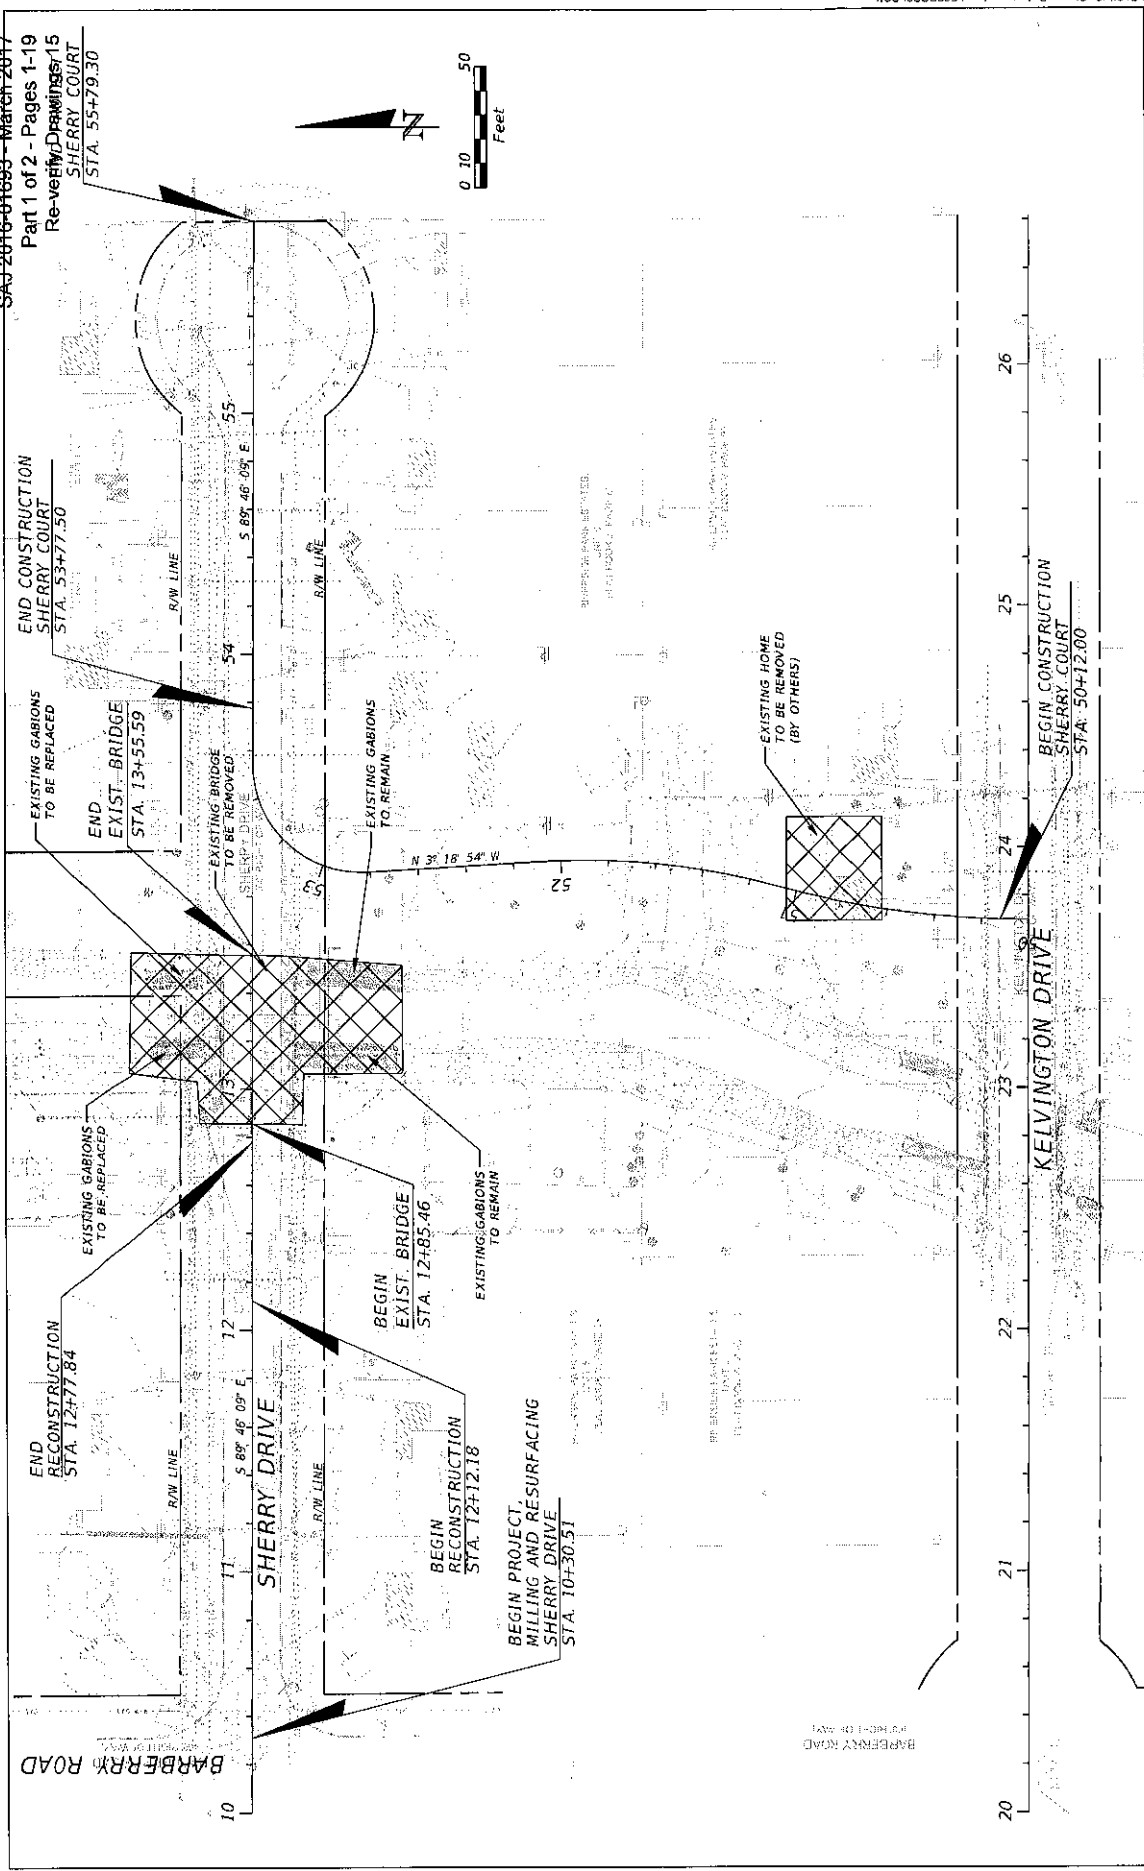 SAJ-2016-01693 - March 2017
Part 1 of 2 - Pages 1-19
Re-verify Drawings
15
SHERRY COURT
STA. 55+79.30
N
0 10 50
Feet
END CONSTRUCTION
SHERRY COURT
STA. 53+77.50
EXISTING GABIONS
TO BE REPLACED
END
EXIST. BRIDGE
STA. 13+55.59
EXISTING BRIDGE
TO BE REMOVED
SHERRY DRIVE
EXISTING GABIONS
TO REMAIN
R/W LINE
R/W LINE
S 89° 46' 09" E
54
55
53
N 3° 18' 54" W
52
EXISTING GABIONS
TO BE REPLACED
END
RECONSTRUCTION
STA. 12+77.84
R/W LINE
S 89° 46' 09" E
SHERRY DRIVE
R/W LINE
10
11
12
13
BEGIN
EXIST. BRIDGE
STA. 12+85.46
EXISTING GABIONS
TO REMAIN
BEGIN
RECONSTRUCTION
STA. 12+12.18
BEGIN PROJECT,
MILLING AND RESURFACING
SHERRY DRIVE
STA. 10+30.51
BARBERRY ROAD
BARBERRY ROAD
EXISTING HOME
TO BE REMOVED
(BY OTHERS)
BEGIN CONSTRUCTION
SHERRY COURT
STA. 50+12.00
KELVINGTON DRIVE
20
21
22
23
24
25
26